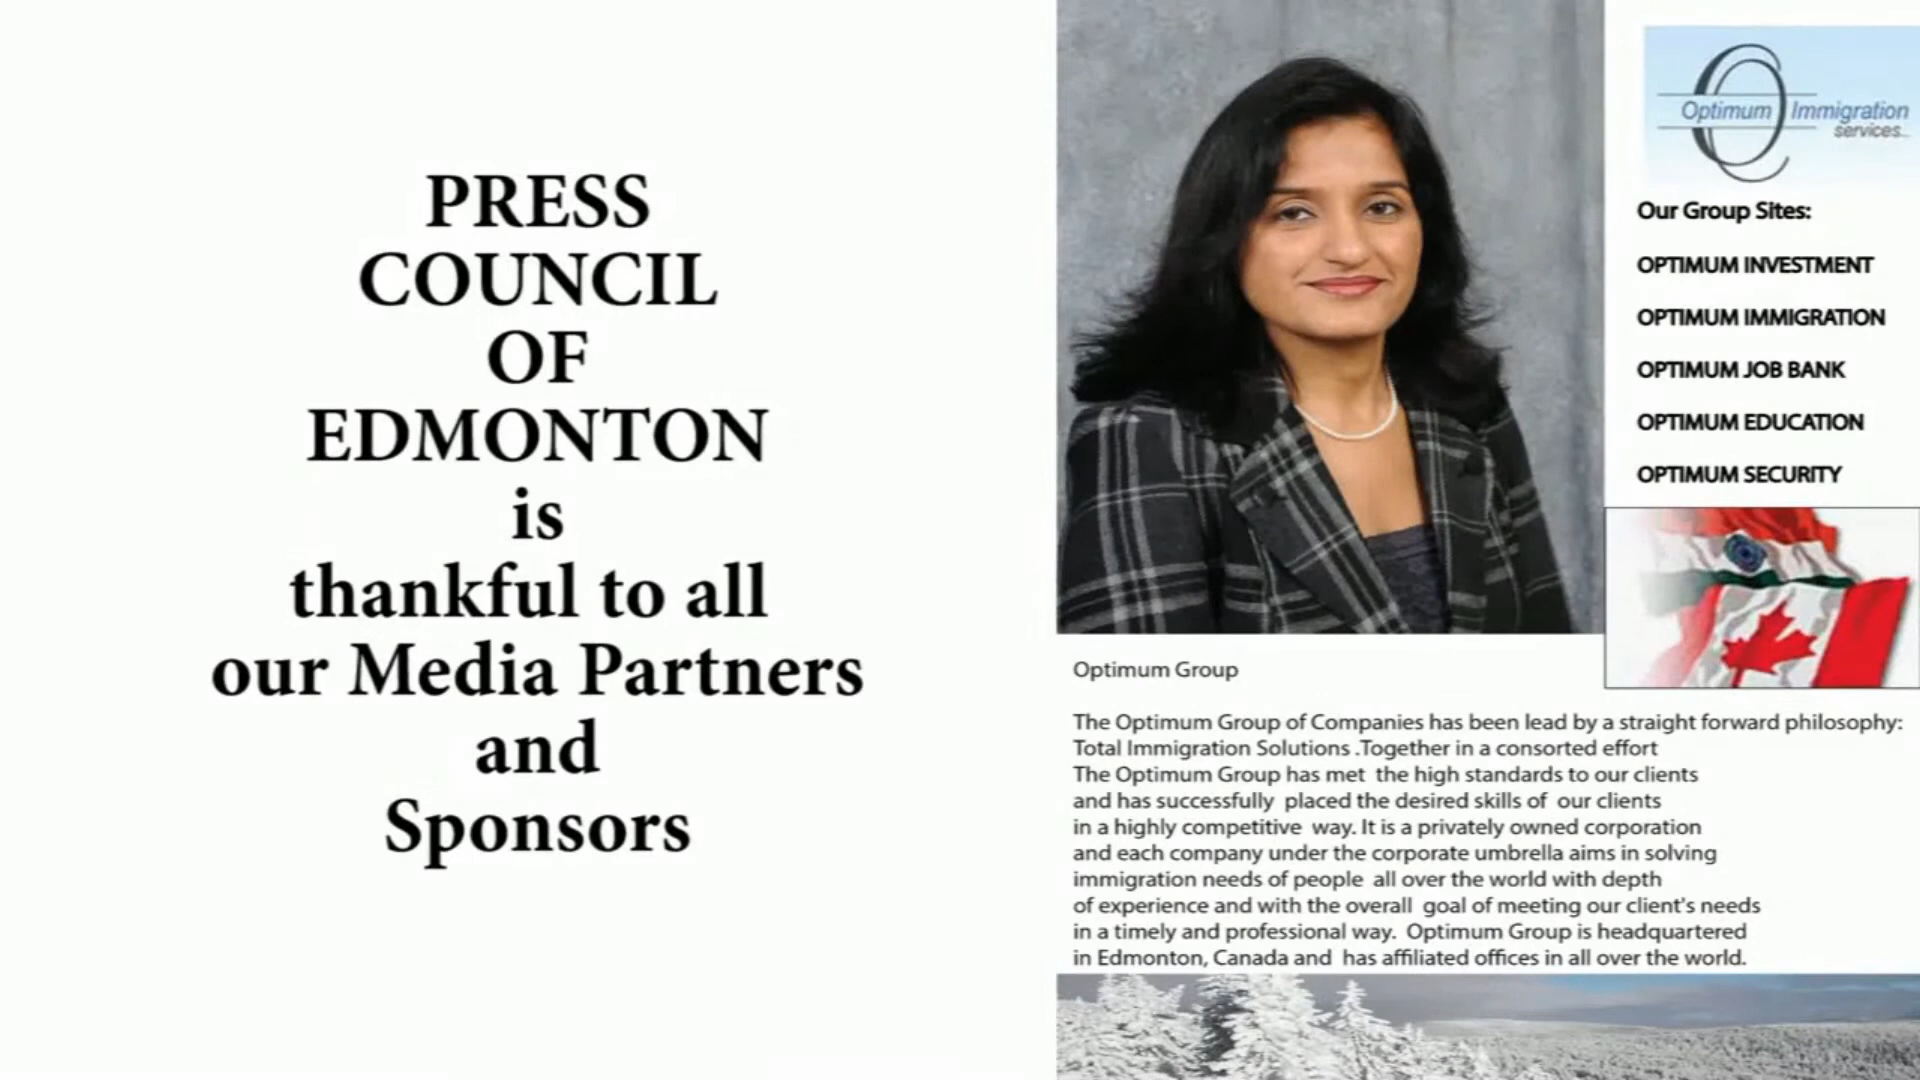 PRESS
COUNCIL
OF
EDMONTON
is
thankful to all
our Media Partners
and
Sponsors
Optimum Immigration
services...
Our Group Sites:
OPTIMUM INVESTMENT
OPTIMUM IMMIGRATION
OPTIMUM JOB BANK
OPTIMUM EDUCATION
OPTIMUM SECURITY
Optimum Group
The Optimum Group of Companies has been lead by a straight forward philosophy:
Total Immigration Solutions .Together in a consorted effort
The Optimum Group has met the high standards to our clients
and has successfully placed the desired skills of our clients
in a highly competitive way. It is a privately owned corporation
and each company under the corporate umbrella aims in solving
immigration needs of people all over the world with depth
of experience and with the overall goal of meeting our client's needs
in a timely and professional way. Optimum Group is headquartered
in Edmonton, Canada and has affiliated offices in all over the world.